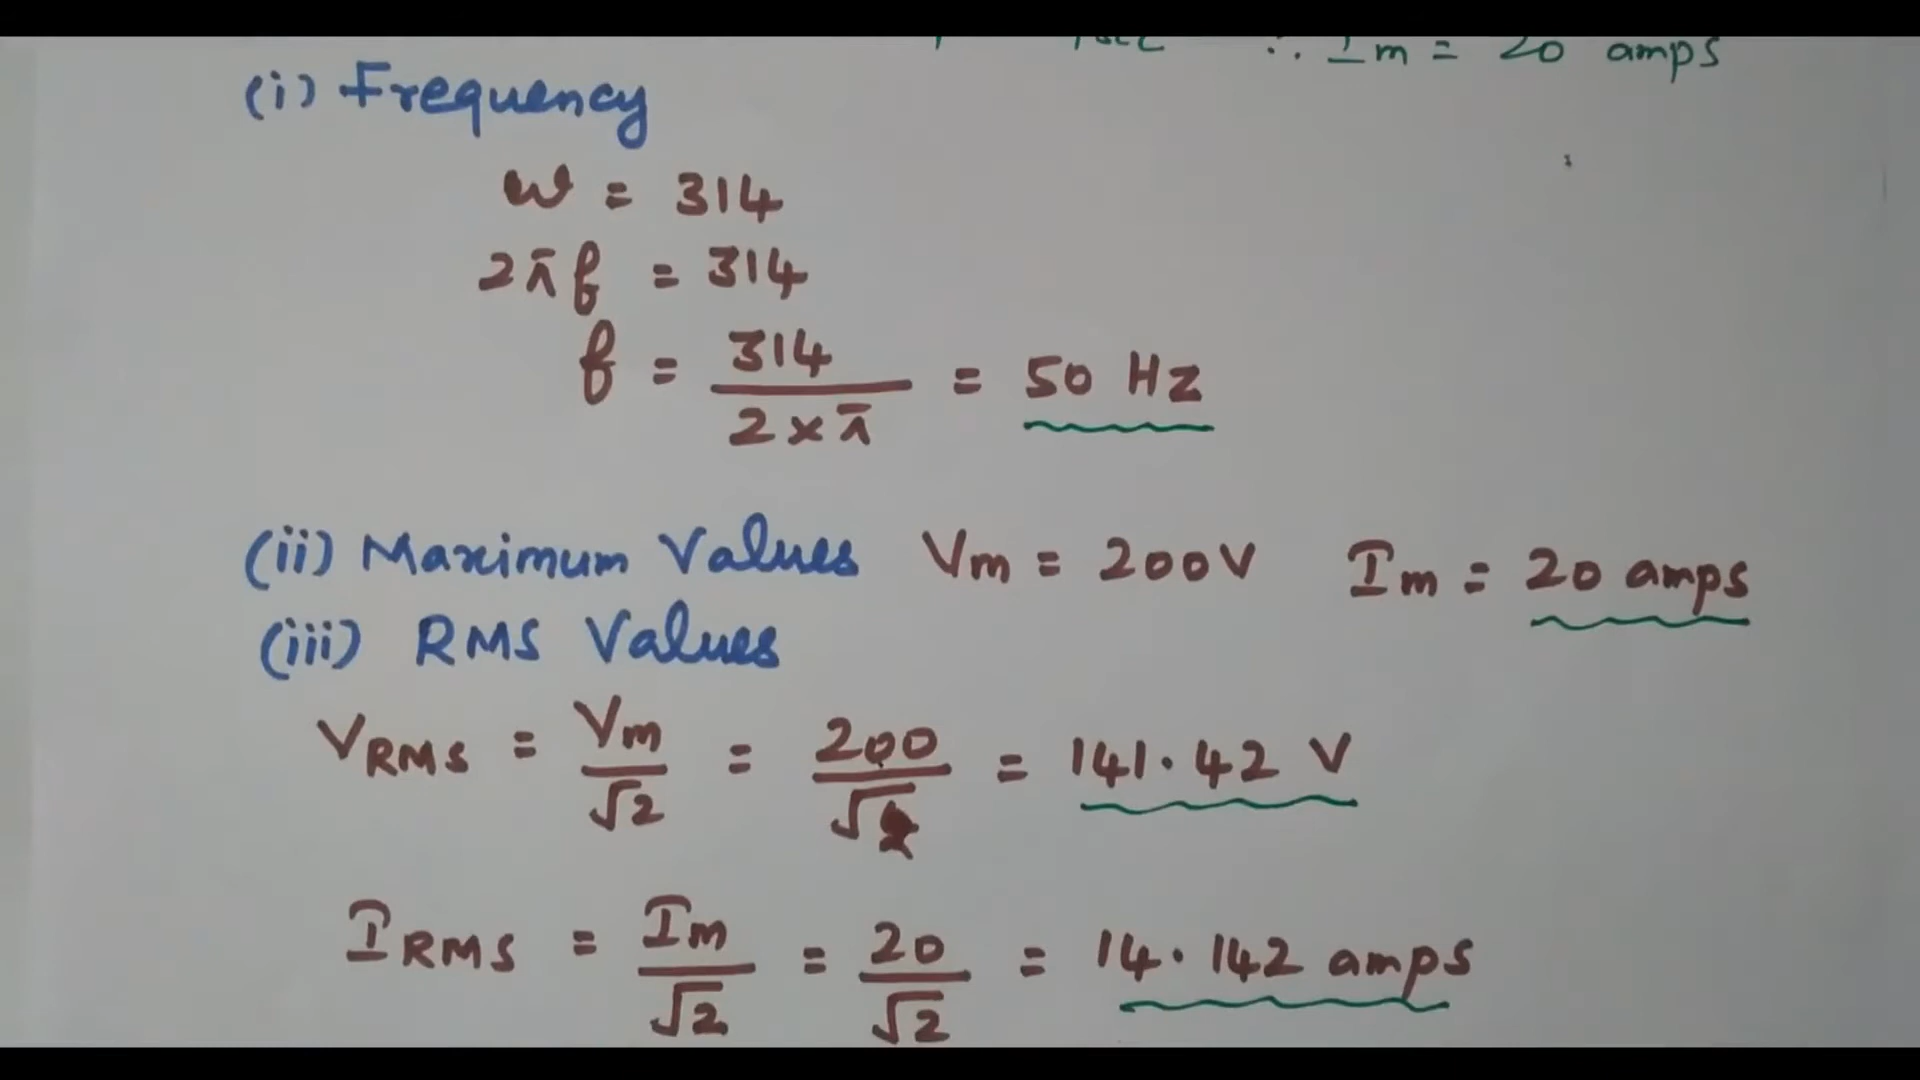 ∴ Im = 20 amps
(i) Frequency
ω = 314
2πf = 314
f = 314 / 2×π = 50 Hz
(ii) Maximum Values Vm = 200V Im = 20 amps
(iii) RMS Values
VRMS = Vm / √2 = 200 / √2 = 141.42 V
IRMS = Im / √2 = 20 / √2 = 14.142 amps